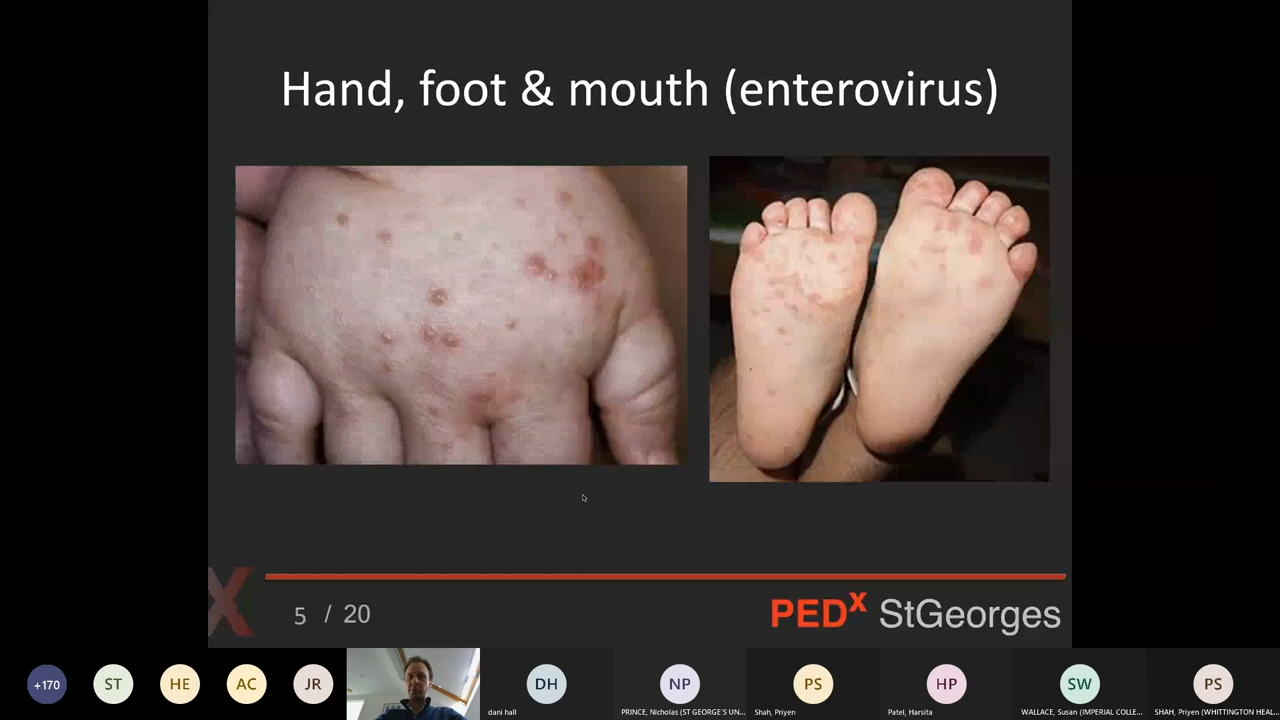 Hand, foot & mouth (enterovirus)
X
5 / 20
PEDX StGeorges
+170
ST
HE
AC
JR
DH
dani hall
NP
PRINCE, Nicholas (ST GEORGE'S UN...
PS
Shah, Priyen
HP
Patel, Harsita
SW
WALLACE, Susan (IMPERIAL COLLE...
PS
SHAH, Priyen (WHITTINGTON HEAL...